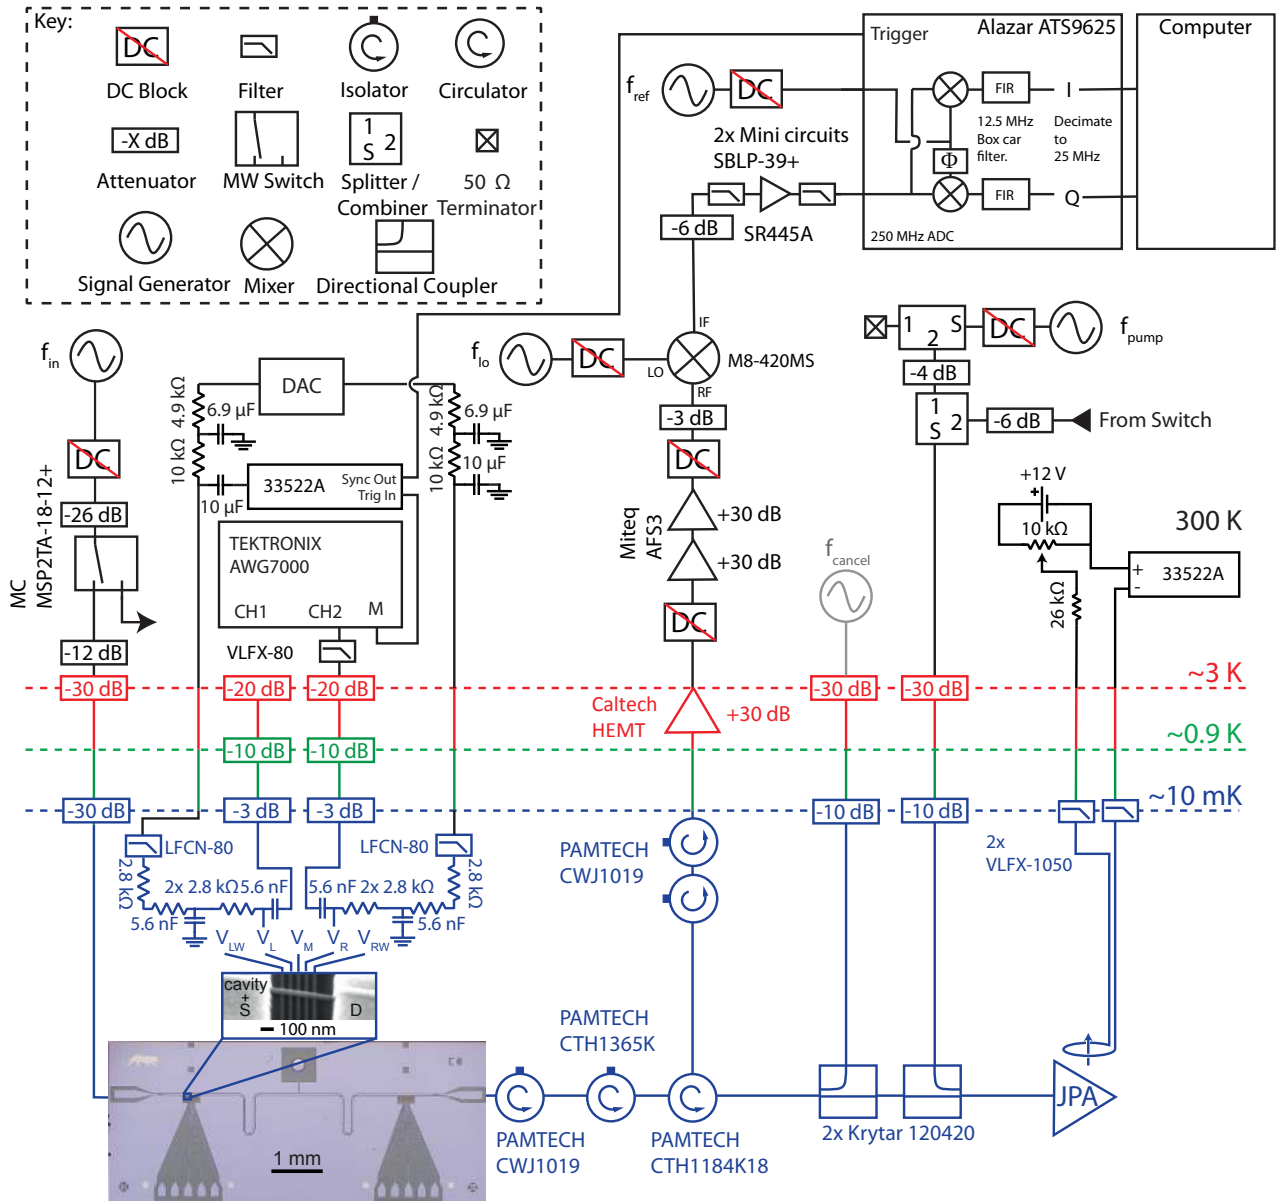 Key:
DC
DC Block
Filter
Isolator
Circulator
-X dB
Attenuator
MW Switch
1
S 2
Splitter /
Combiner
50 Ω
Terminator
Signal Generator
Mixer
Directional Coupler
f_ref
DC
2x Mini circuits
SBLP-39+
-6 dB
SR445A
Trigger
Alazar ATS9625
FIR
I
12.5 MHz
Box car
filter.
Decimate
to
25 MHz
Φ
FIR
Q
250 MHz ADC
Computer
f_in
DC
-26 dB
MC
MSP2TA-18-12+
-12 dB
DAC
4.9 kΩ
6.9 µF
10 kΩ
10 µF
4.9 kΩ
6.9 µF
10 kΩ
10 µF
33522A
Sync Out
Trig In
TEKTRONIX
AWG7000
CH1
CH2
M
VLFX-80
f_lo
DC
LO
IF
RF
M8-420MS
-3 dB
DC
Miteq
AFS3
+30 dB
+30 dB
DC
1
2
S
DC
f_pump
-4 dB
1
S
2
-6 dB
From Switch
f_cancel
+12 V
+
10 kΩ
26 kΩ
+
-
33522A
300 K
-30 dB
-20 dB
-20 dB
Caltech
HEMT
+30 dB
-30 dB
-30 dB
~3 K
-10 dB
-10 dB
~0.9 K
-30 dB
-3 dB
-3 dB
-10 dB
-10 dB
~10 mK
LFCN-80
LFCN-80
2.8 kΩ
2x 2.8 kΩ
5.6 nF
5.6 nF
2x 2.8 kΩ
2.8 kΩ
5.6 nF
5.6 nF
V_LW
V_L
V_M
V_R
V_RW
cavity
+
S
D
100 nm
1 mm
PAMTECH
CWJ1019
PAMTECH
CTH1365K
PAMTECH
CWJ1019
PAMTECH
CTH1184K18
2x
VLFX-1050
2x Krytar 120420
JPA